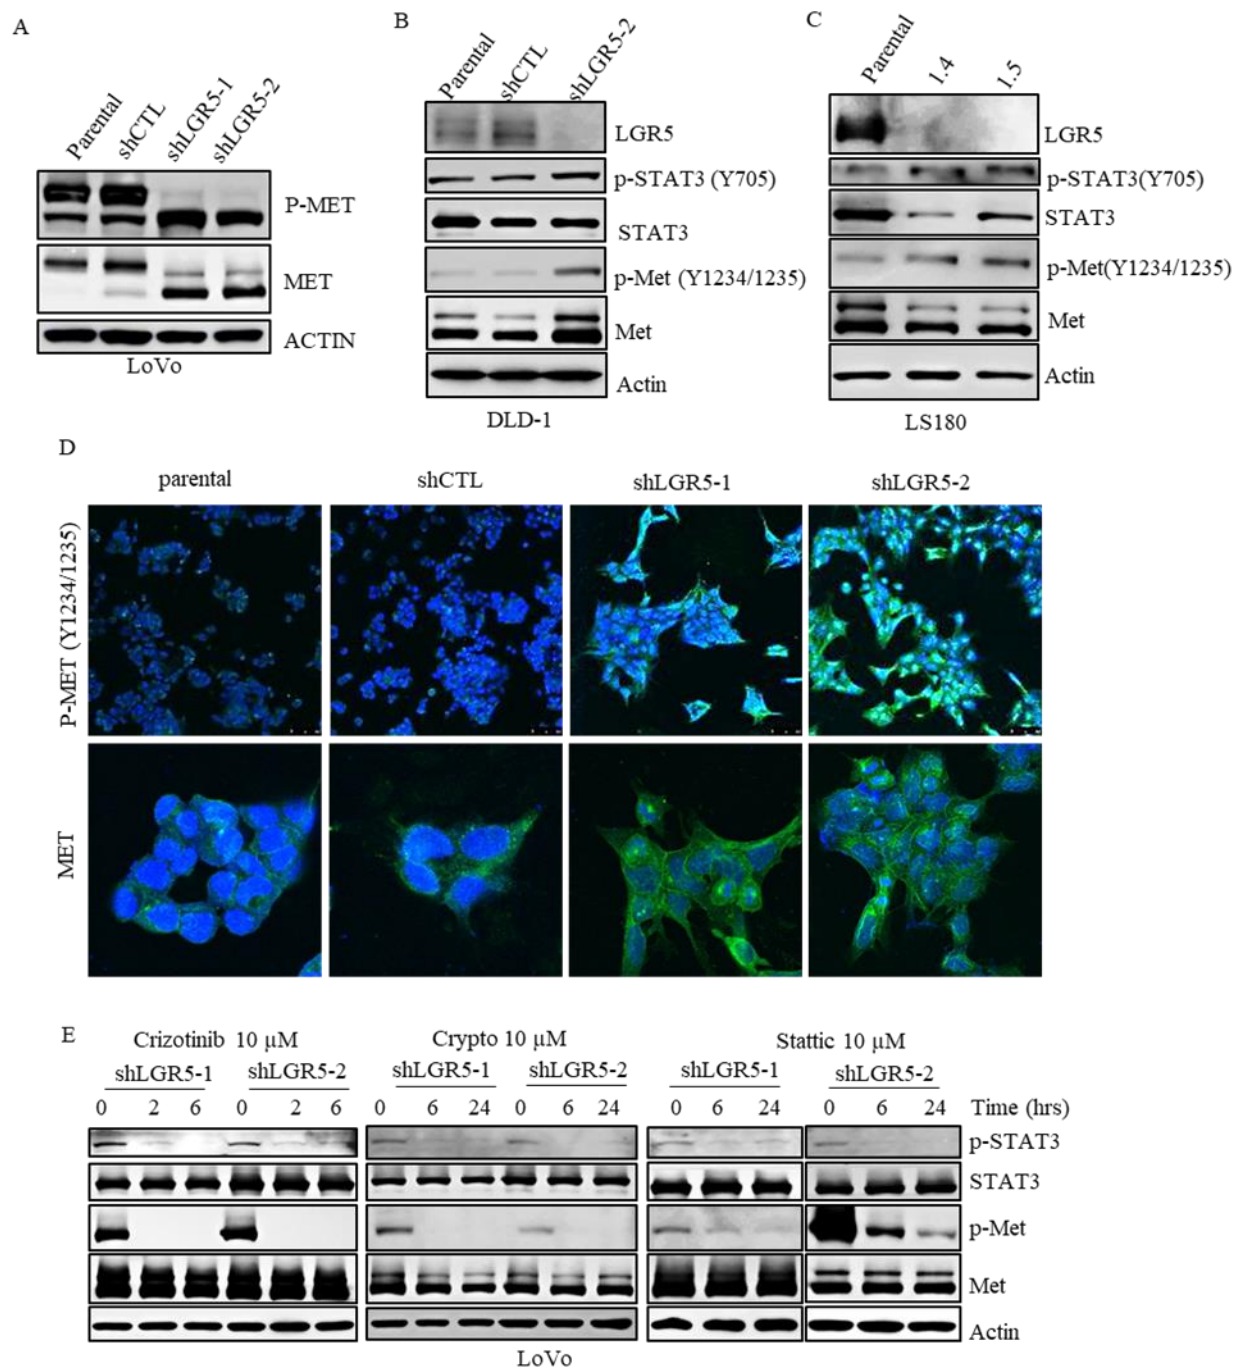 A
Parental
shCTL
shLGR5-1
shLGR5-2
P-MET
MET
ACTIN
LoVo
B
Parental
shCTL
shLGR5-2
LGR5
p-STAT3 (Y705)
STAT3
p-Met (Y1234/1235)
Met
Actin
DLD-1
C
Parental
1.4
1.5
LGR5
p-STAT3(Y705)
STAT3
p-Met(Y1234/1235)
Met
Actin
LS180
D
parental shCTL shLGR5-1 shLGR5-2
P-MET (Y1234/1235)
MET
E
Crizotinib 10 µM Crypto 10 µM Stattic 10 µM
shLGR5-1 shLGR5-2 shLGR5-1 shLGR5-2 shLGR5-1 shLGR5-2
0 2 6 0 2 6 0 6 24 0 6 24 0 6 24 0 6 24 Time (hrs)
p-STAT3
STAT3
p-Met
Met
Actin
LoVo